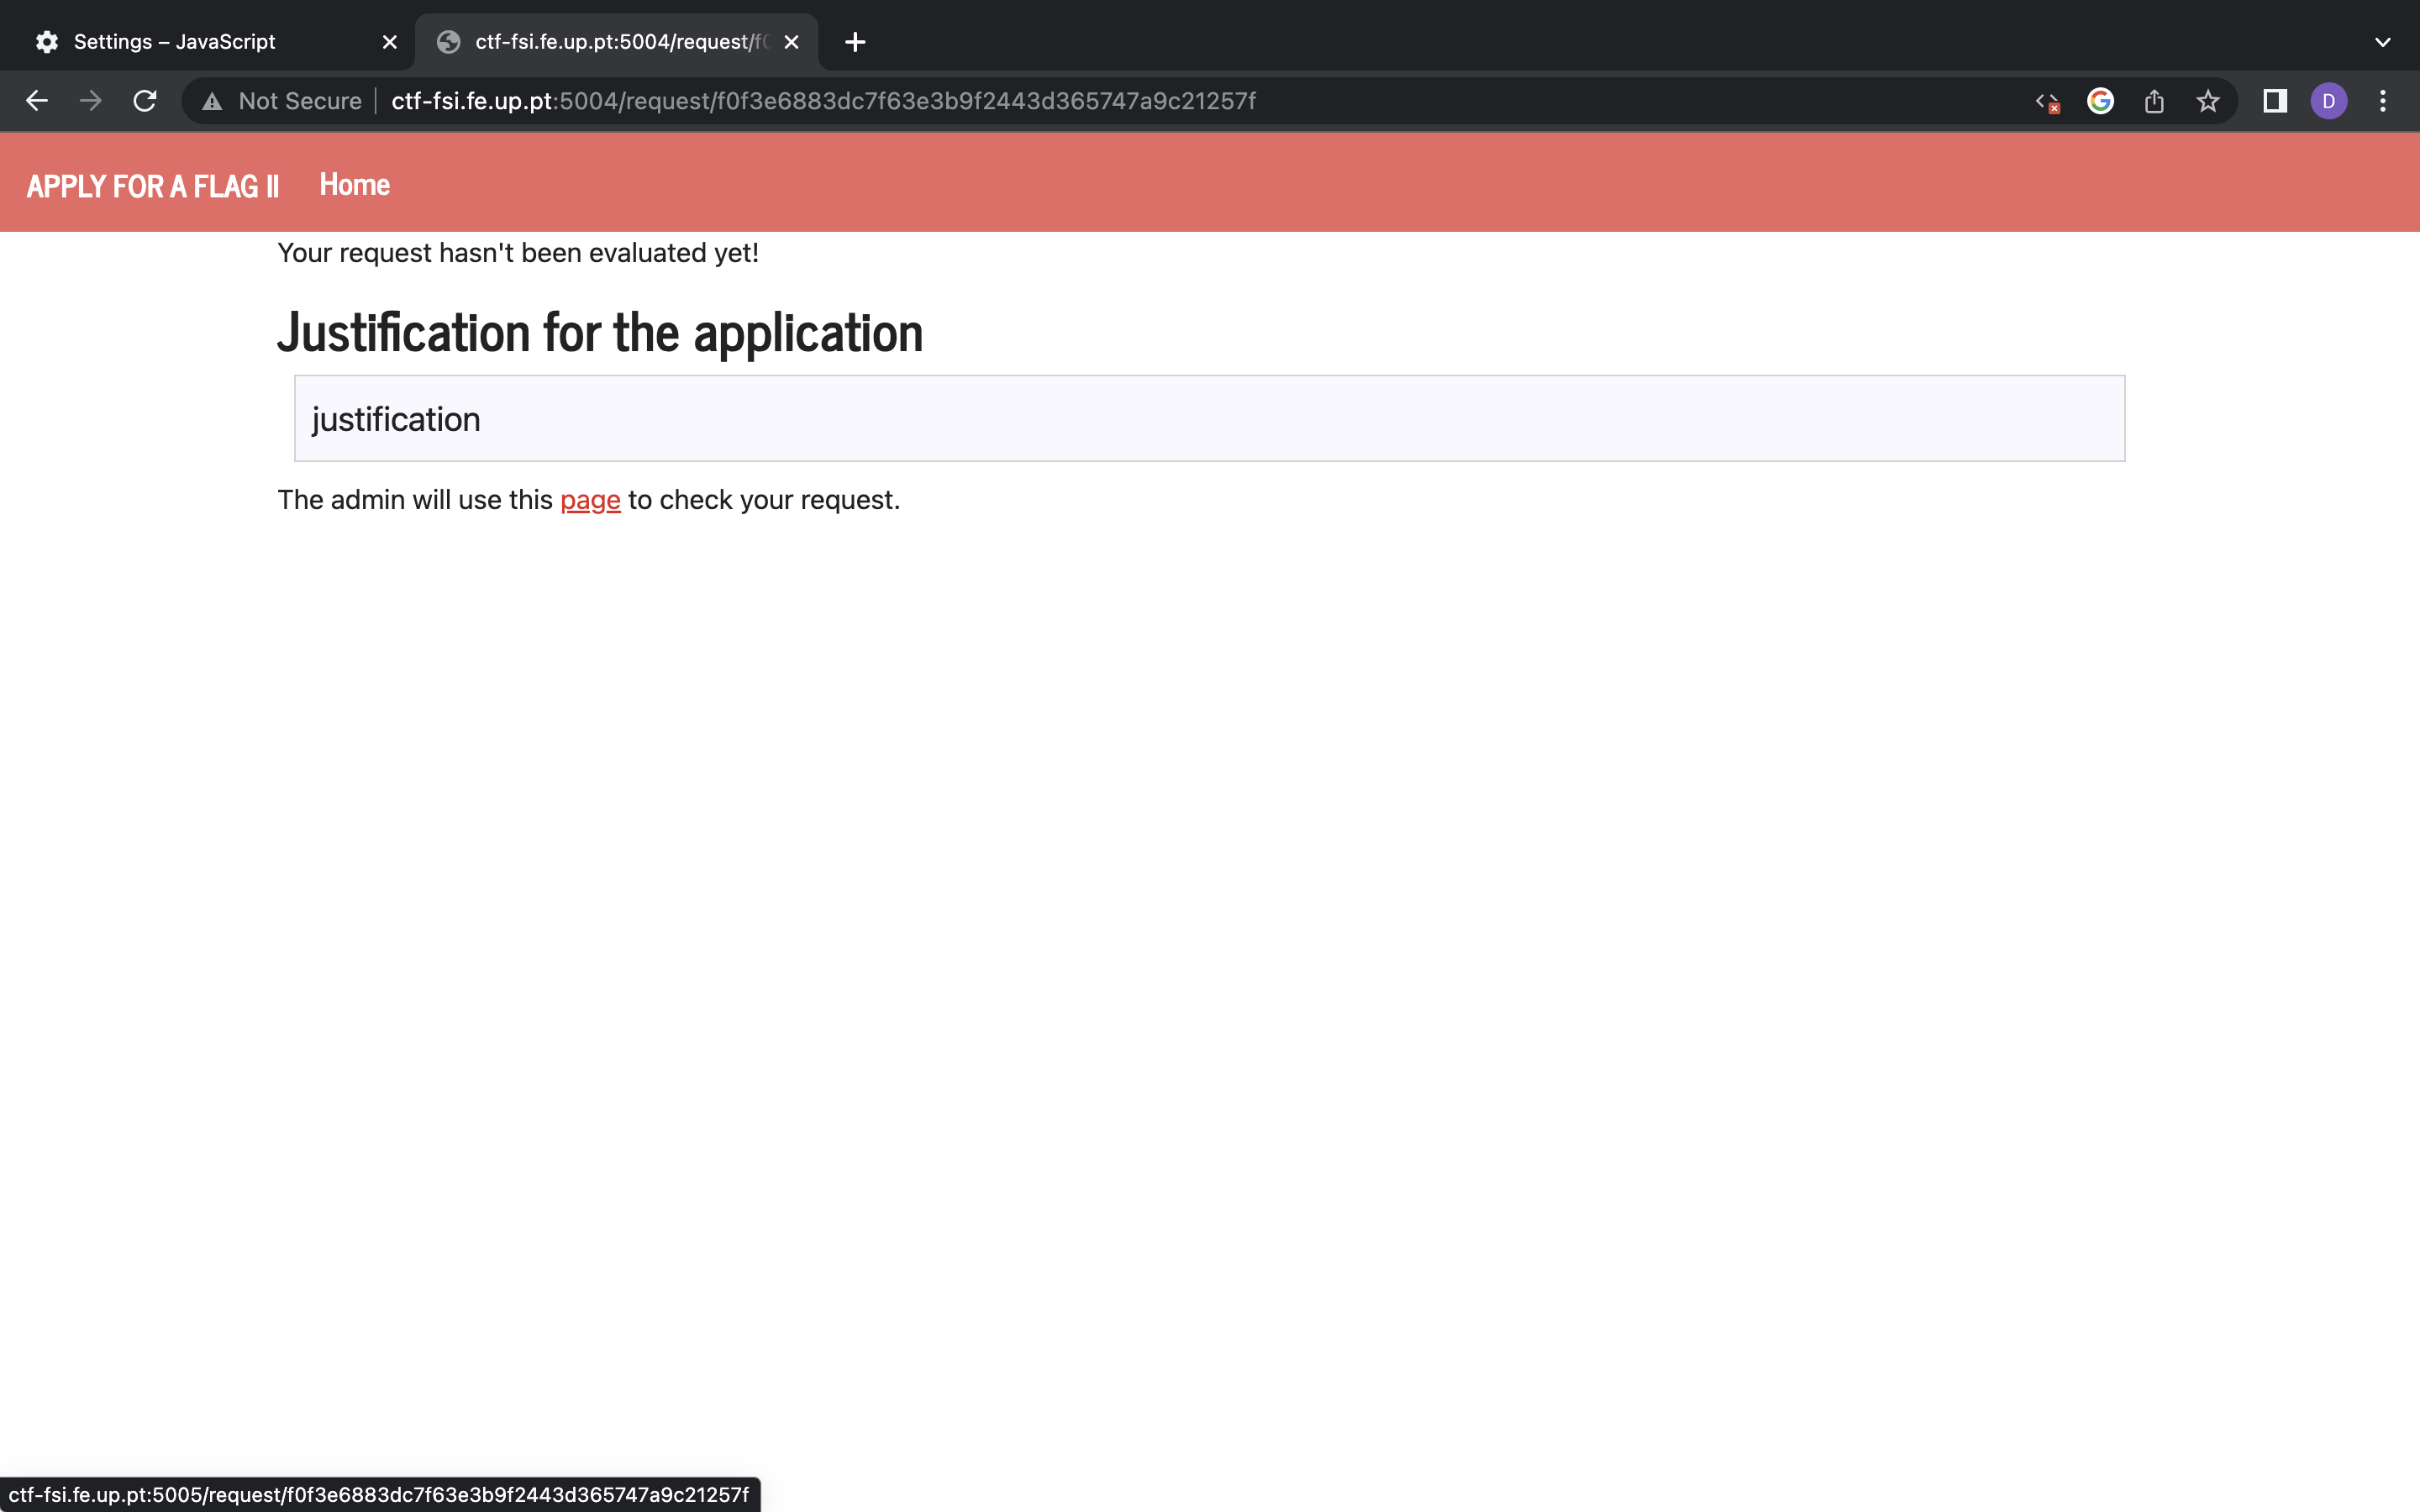 Settings – JavaScript
ctf-fsi.fe.up.pt:5004/request/f0
Not Secure
ctf-fsi.fe.up.pt:5004/request/f0f3e6883dc7f63e3b9f2443d365747a9c21257f
D
APPLY FOR A FLAG II
Home
Your request hasn't been evaluated yet!
Justification for the application
justification
The admin will use this page to check your request.
ctf-fsi.fe.up.pt:5005/request/f0f3e6883dc7f63e3b9f2443d365747a9c21257f